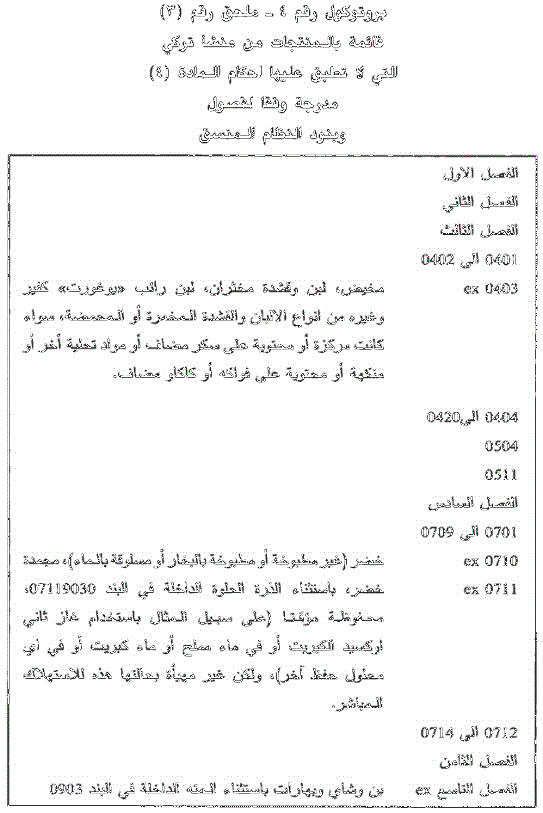 بروتوكول رقم ٤ ـ ملحق رقم (٣)
قائمة بالمنتجات من منشا تركي
التي لا تطبق عليها احكام المادة (٤)
مدرجة وفقا لفصول
وبنود النظام المنسق
الفصل الاول
الفصل الثاني
الفصل الثالث
0401 الى 0402
ex 0403 مخيض، لبن وقشدة مخثران، لبن رائب «يوغورت» كفير
وغيره من انواع الالبان والقشدة المخمرة أو المحمضة، سواء
كانت مركزة أو محتوية على سكر مضاف أو مواد تحلية أخر أو
منكهة أو محتوية على فواكه أو كاكاو مضاف.
0404 الى0420
0504
0511
الفصل السادس
0701 الى 0709
ex 0710 خضر (غير مطبوخة أو مطبوخة بالبخار أو مسلوقة بالماء)، مجمدة
ex 0711 خضر، باستثناء الذرة الحلوة الداخلة في البند 07119030،
محفوظة مؤقتا (على سبيل المثال باستخدام غاز ثاني
اوكسيد الكبريت أو في ماء مملح أو ماء كبريت أو في اي
محلول حفظ آخر)، ولكن غير مهيأة بحالتها هذه للاستهلاك
المباشر.
0712 الى 0714
الفصل الثامن
الفصل التاسع ex بن وشاي وبهارات باستثناء المته الداخلة في البند 0903